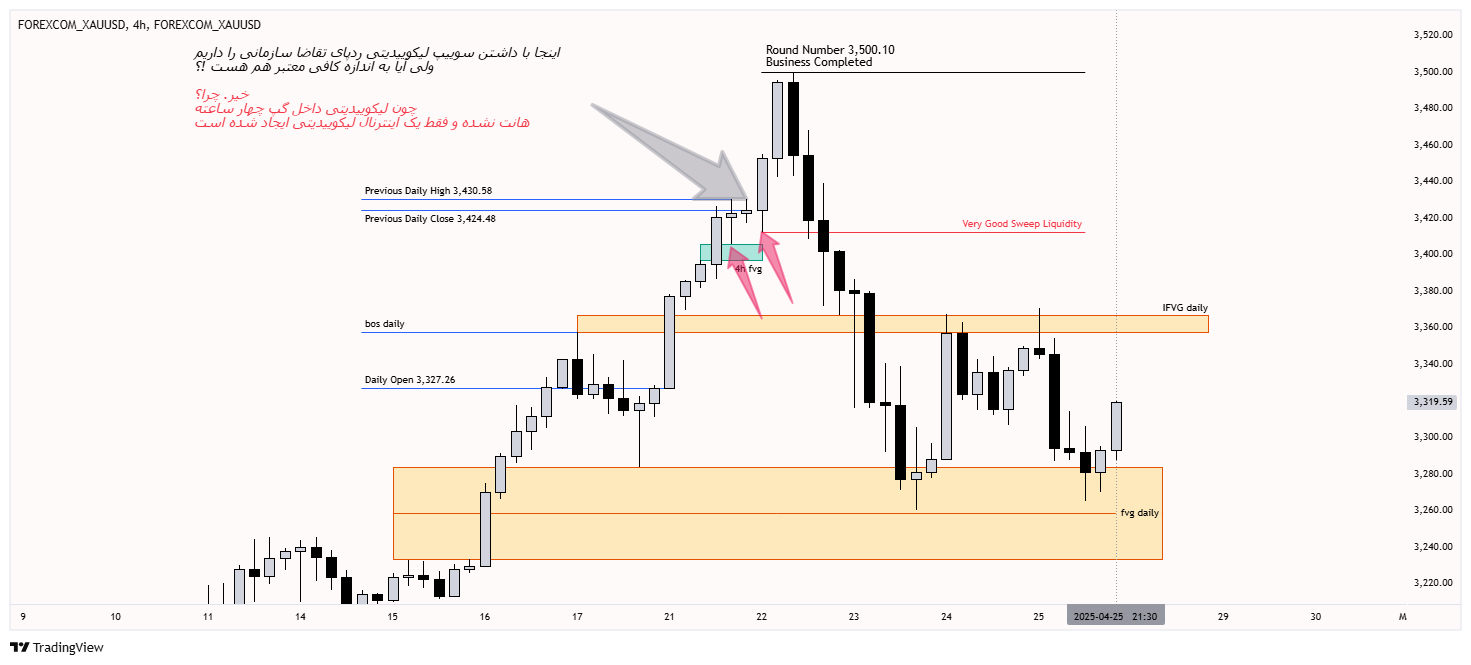 FOREXCOM_XAUUSD, 4h, FOREXCOM_XAUUSD
اینجا با داشتن سوییپ لیکوییدیتی ردپای تقاضا سازمانی را داریم
ولی آیا به اندازه کافی معتبر هم هست !؟
خیر. چرا؟
چون لیکوییدیتی داخل گپ چهار ساعته
هانت نشده و فقط یک اینترنال لیکوییدیتی ایجاد شده است
Round Number 3,500.10
Business Completed
Previous Daily High 3,430.58
Previous Daily Close 3,424.48
Very Good Sweep Liquidity
4h fvg
IFVG daily
bos daily
Daily Open 3,327.26
fvg daily
3,520.00
3,500.00
3,480.00
3,460.00
3,440.00
3,420.00
3,400.00
3,380.00
3,360.00
3,340.00
3,319.59
3,300.00
3,280.00
3,260.00
3,240.00
3,220.00
9 10 11 14 15 16 17 21 22 23 24 25 2025-04-25 21:30 29 30 M
TradingView